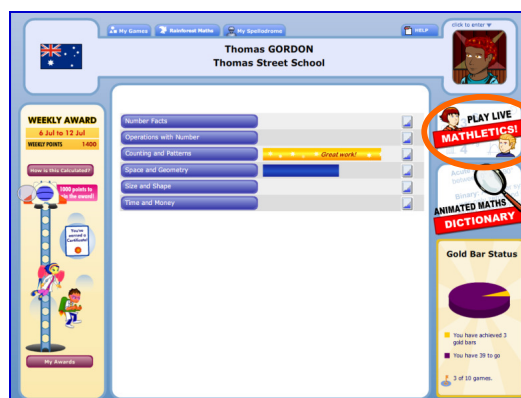 My Games
Rainforest Maths
My Spellodrome
HELP
click to enter
Thomas GORDON
Thomas Street School
WEEKLY AWARD
6 Jul to 12 Jul
WEEKLY POINTS 1400
How is this Calculated?
1000 points to
the award!
You've
earned a
Certificate!
My Awards
Number Facts
Operations with Number
Counting and Patterns
Great work!
Space and Geometry
Size and Shape
Time and Money
PLAY LIVE
MATHLETICS!
Binary
ANIMATED MATHS
DICTIONARY
Gold Bar Status
You have achieved 3
gold bars
You have 39 to go
3 of 10 games.